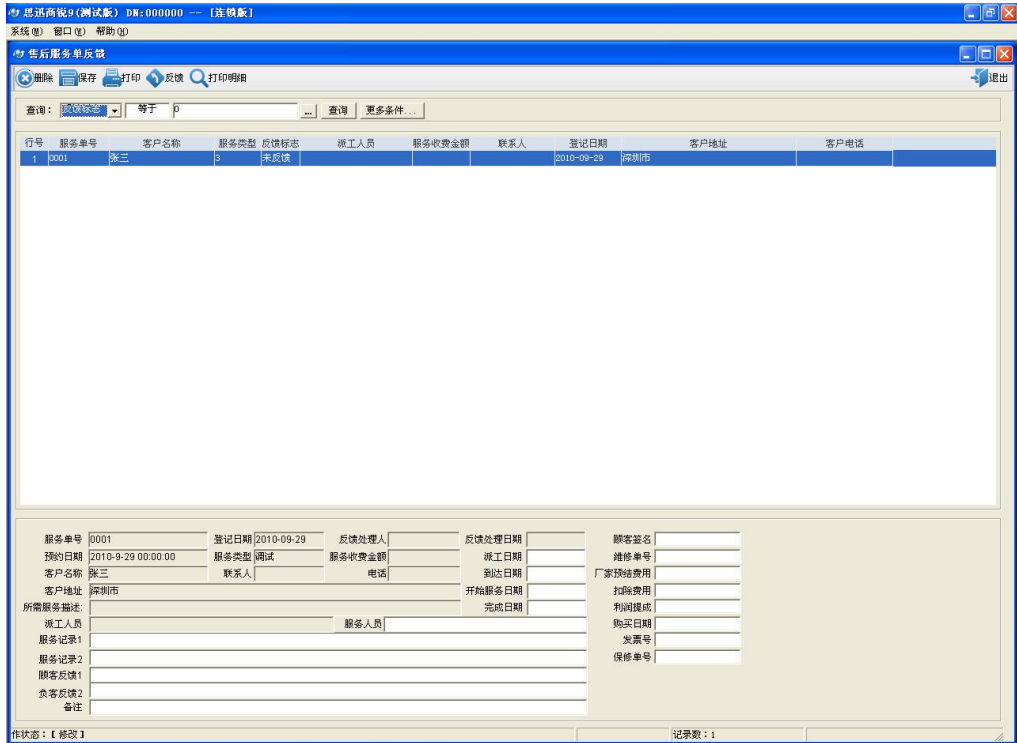 思迅商锐9(测试版) DN:000000 -- [连锁版]
系统(M) 窗口(Y) 帮助(H)
售后服务单反馈
删除 保存 打印 反馈 打印明细 退出
查询： 反馈标志 等于 0 ... 查询 更多条件...
行号 服务单号 客户名称 服务类型 反馈标志 派工人员 服务收费金额 联系人 登记日期 客户地址 客户电话
1 0001 张三 3 未反馈 2010-09-29 深圳市
服务单号 0001 登记日期 2010-09-29 反馈处理人 反馈处理日期 顾客签名
预约日期 2010-9-29 00:00:00 服务类型 调试 服务收费金额 派工日期 维修单号
客户名称 张三 联系人 电话 到达日期 厂家预结费用
客户地址 深圳市 开始服务日期 扣除费用
所需服务描述: 完成日期 利润提成
派工人员 服务人员 购买日期
服务记录1 发票号
服务记录2 保修单号
顾客反馈1
负客反馈2
备注
作状态：【修改】 记录数：1